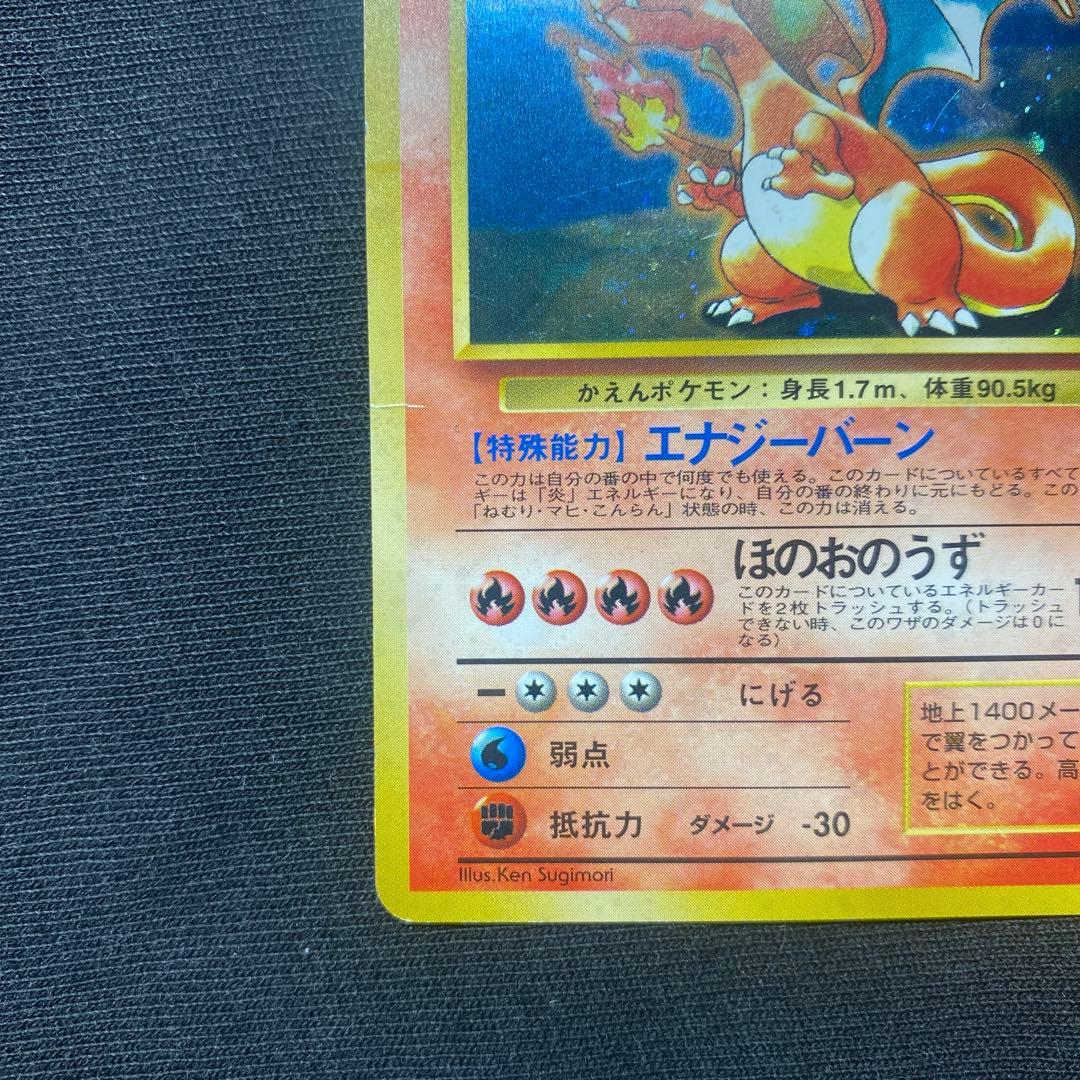 かえんポケモン：身長1.7m、体重90.5kg
【特殊能力】エナジーバーン
この力は自分の番の中で何度でも使える。このカードについているすべて
ギーは「炎」エネルギーになり、自分の番の終わりに元にもどる。この
「ねむり・マヒ・こんらん」状態の時、この力は消える。
ほのおのうず
このカードについているエネルギーカー
ドを2枚トラッシュする。（トラッシュ
できない時、このワザのダメージは0に
なる）
にげる
弱点
抵抗力 ダメージ -30
地上1400メー
で翼をつかって
とができる。高
をはく。
Illus.Ken Sugimori